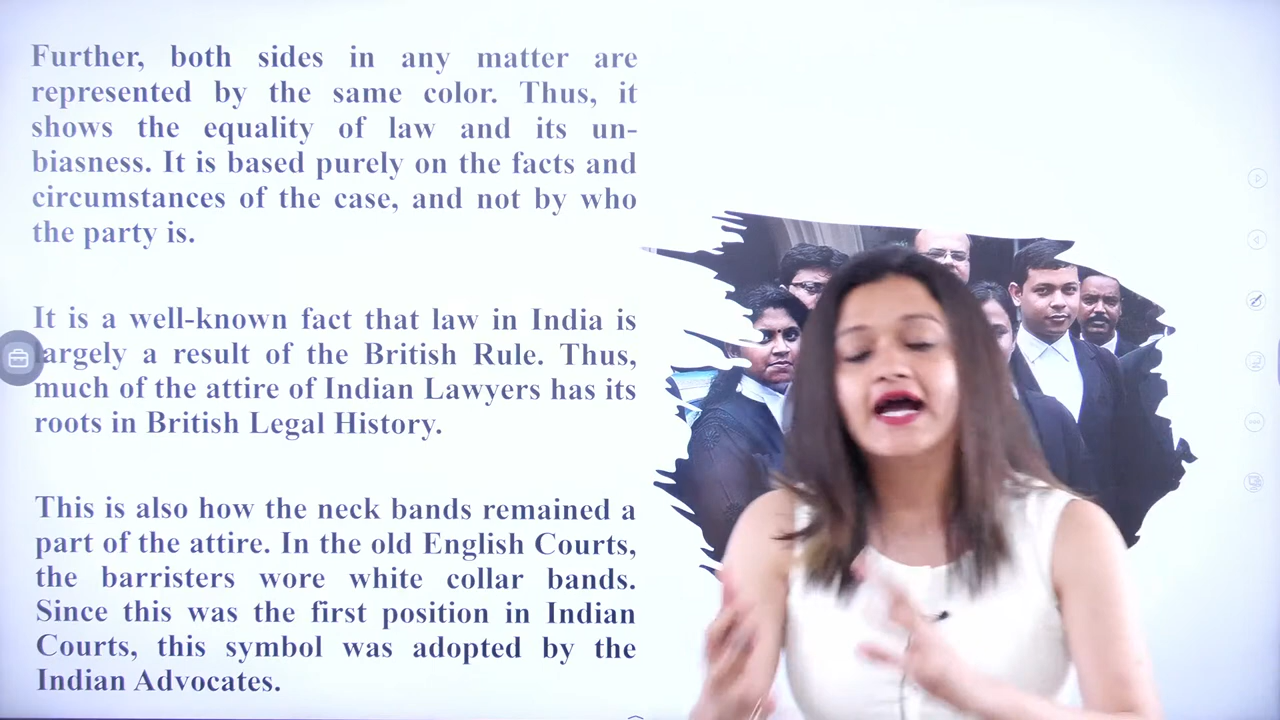 Further, both sides in any matter are
represented by the same color. Thus, it
shows the equality of law and its un-
biasness. It is based purely on the facts and
circumstances of the case, and not by who
the party is.
It is a well-known fact that law in India is
largely a result of the British Rule. Thus,
much of the attire of Indian Lawyers has its
roots in British Legal History.
This is also how the neck bands remained a
part of the attire. In the old English Courts,
the barristers wore white collar bands.
Since this was the first position in Indian
Courts, this symbol was adopted by the
Indian Advocates.